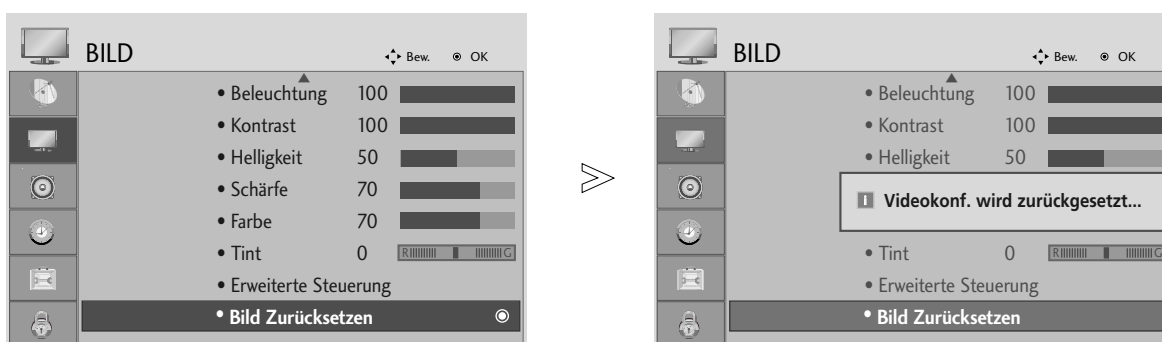 BILD
Bew. OK
• Beleuchtung 100
• Kontrast 100
• Helligkeit 50
• Schärfe 70
• Farbe 70
• Tint 0 R G
• Erweiterte Steuerung
• Bild Zurücksetzen
BILD
Bew. OK
• Beleuchtung 100
• Kontrast 100
• Helligkeit 50
i Videokonf. wird zurückgesetzt...
• Tint 0 R G
• Erweiterte Steuerung
• Bild Zurücksetzen